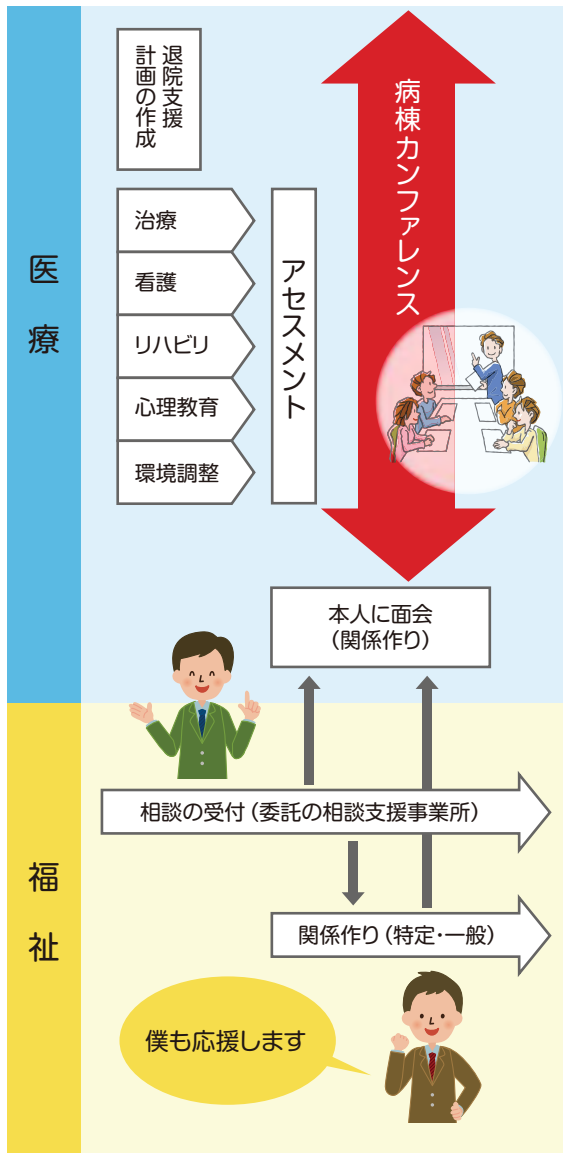 医療
退院支援
計画の作成
治療
看護
リハビリ
心理教育
環境調整
アセスメント
病棟カンファレンス
本人に面会
(関係作り)
福祉
相談の受付(委託の相談支援事業所)
関係作り(特定・一般)
僕も応援します